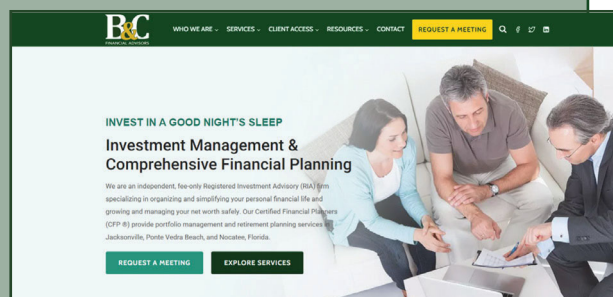 B&C
FINANCIAL ADVISORS
WHO WE ARE
SERVICES
CLIENT ACCESS
RESOURCES
CONTACT
REQUEST A MEETING
INVEST IN A GOOD NIGHT'S SLEEP
Investment Management &
Comprehensive Financial Planning
We are an independent, fee-only Registered Investment Advisory (RIA) firm
specializing in organizing and simplifying your personal financial life and
growing and managing your net worth safely. Our Certified Financial Planners
(CFP ®) provide portfolio management and retirement planning services in
Jacksonville, Ponte Vedra Beach, and Nocatee, Florida.
REQUEST A MEETING
EXPLORE SERVICES